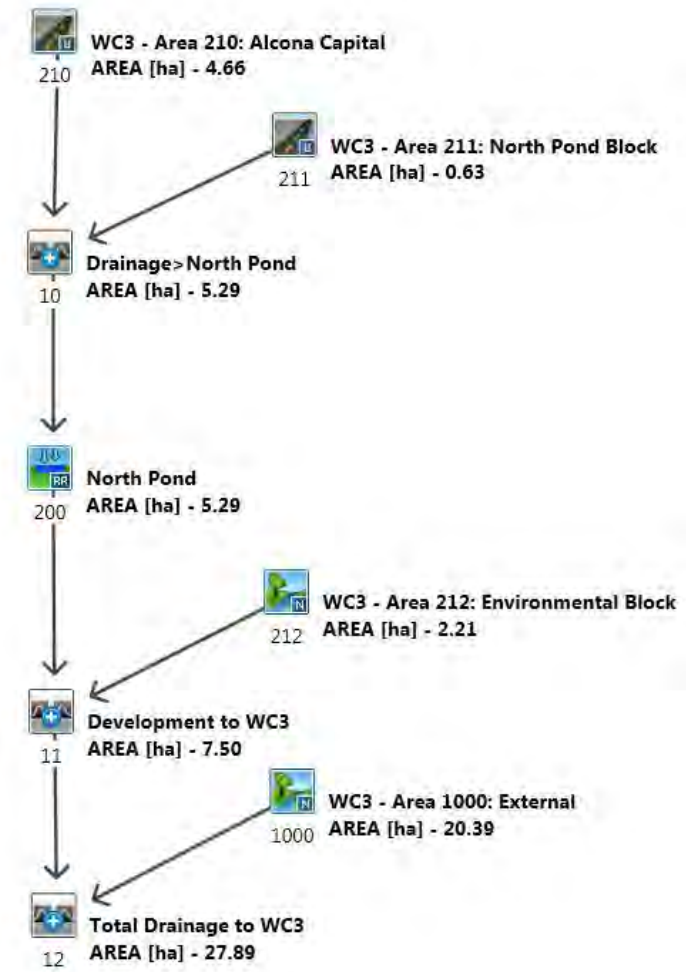 WC3 - Area 210: Alcona Capital
AREA [ha] - 4.66
U
210
WC3 - Area 211: North Pond Block
AREA [ha] - 0.63
U
211
Drainage>North Pond
AREA [ha] - 5.29
10
North Pond
AREA [ha] - 5.29
RR
200
WC3 - Area 212: Environmental Block
AREA [ha] - 2.21
N
212
Development to WC3
AREA [ha] - 7.50
11
WC3 - Area 1000: External
AREA [ha] - 20.39
N
1000
Total Drainage to WC3
AREA [ha] - 27.89
12